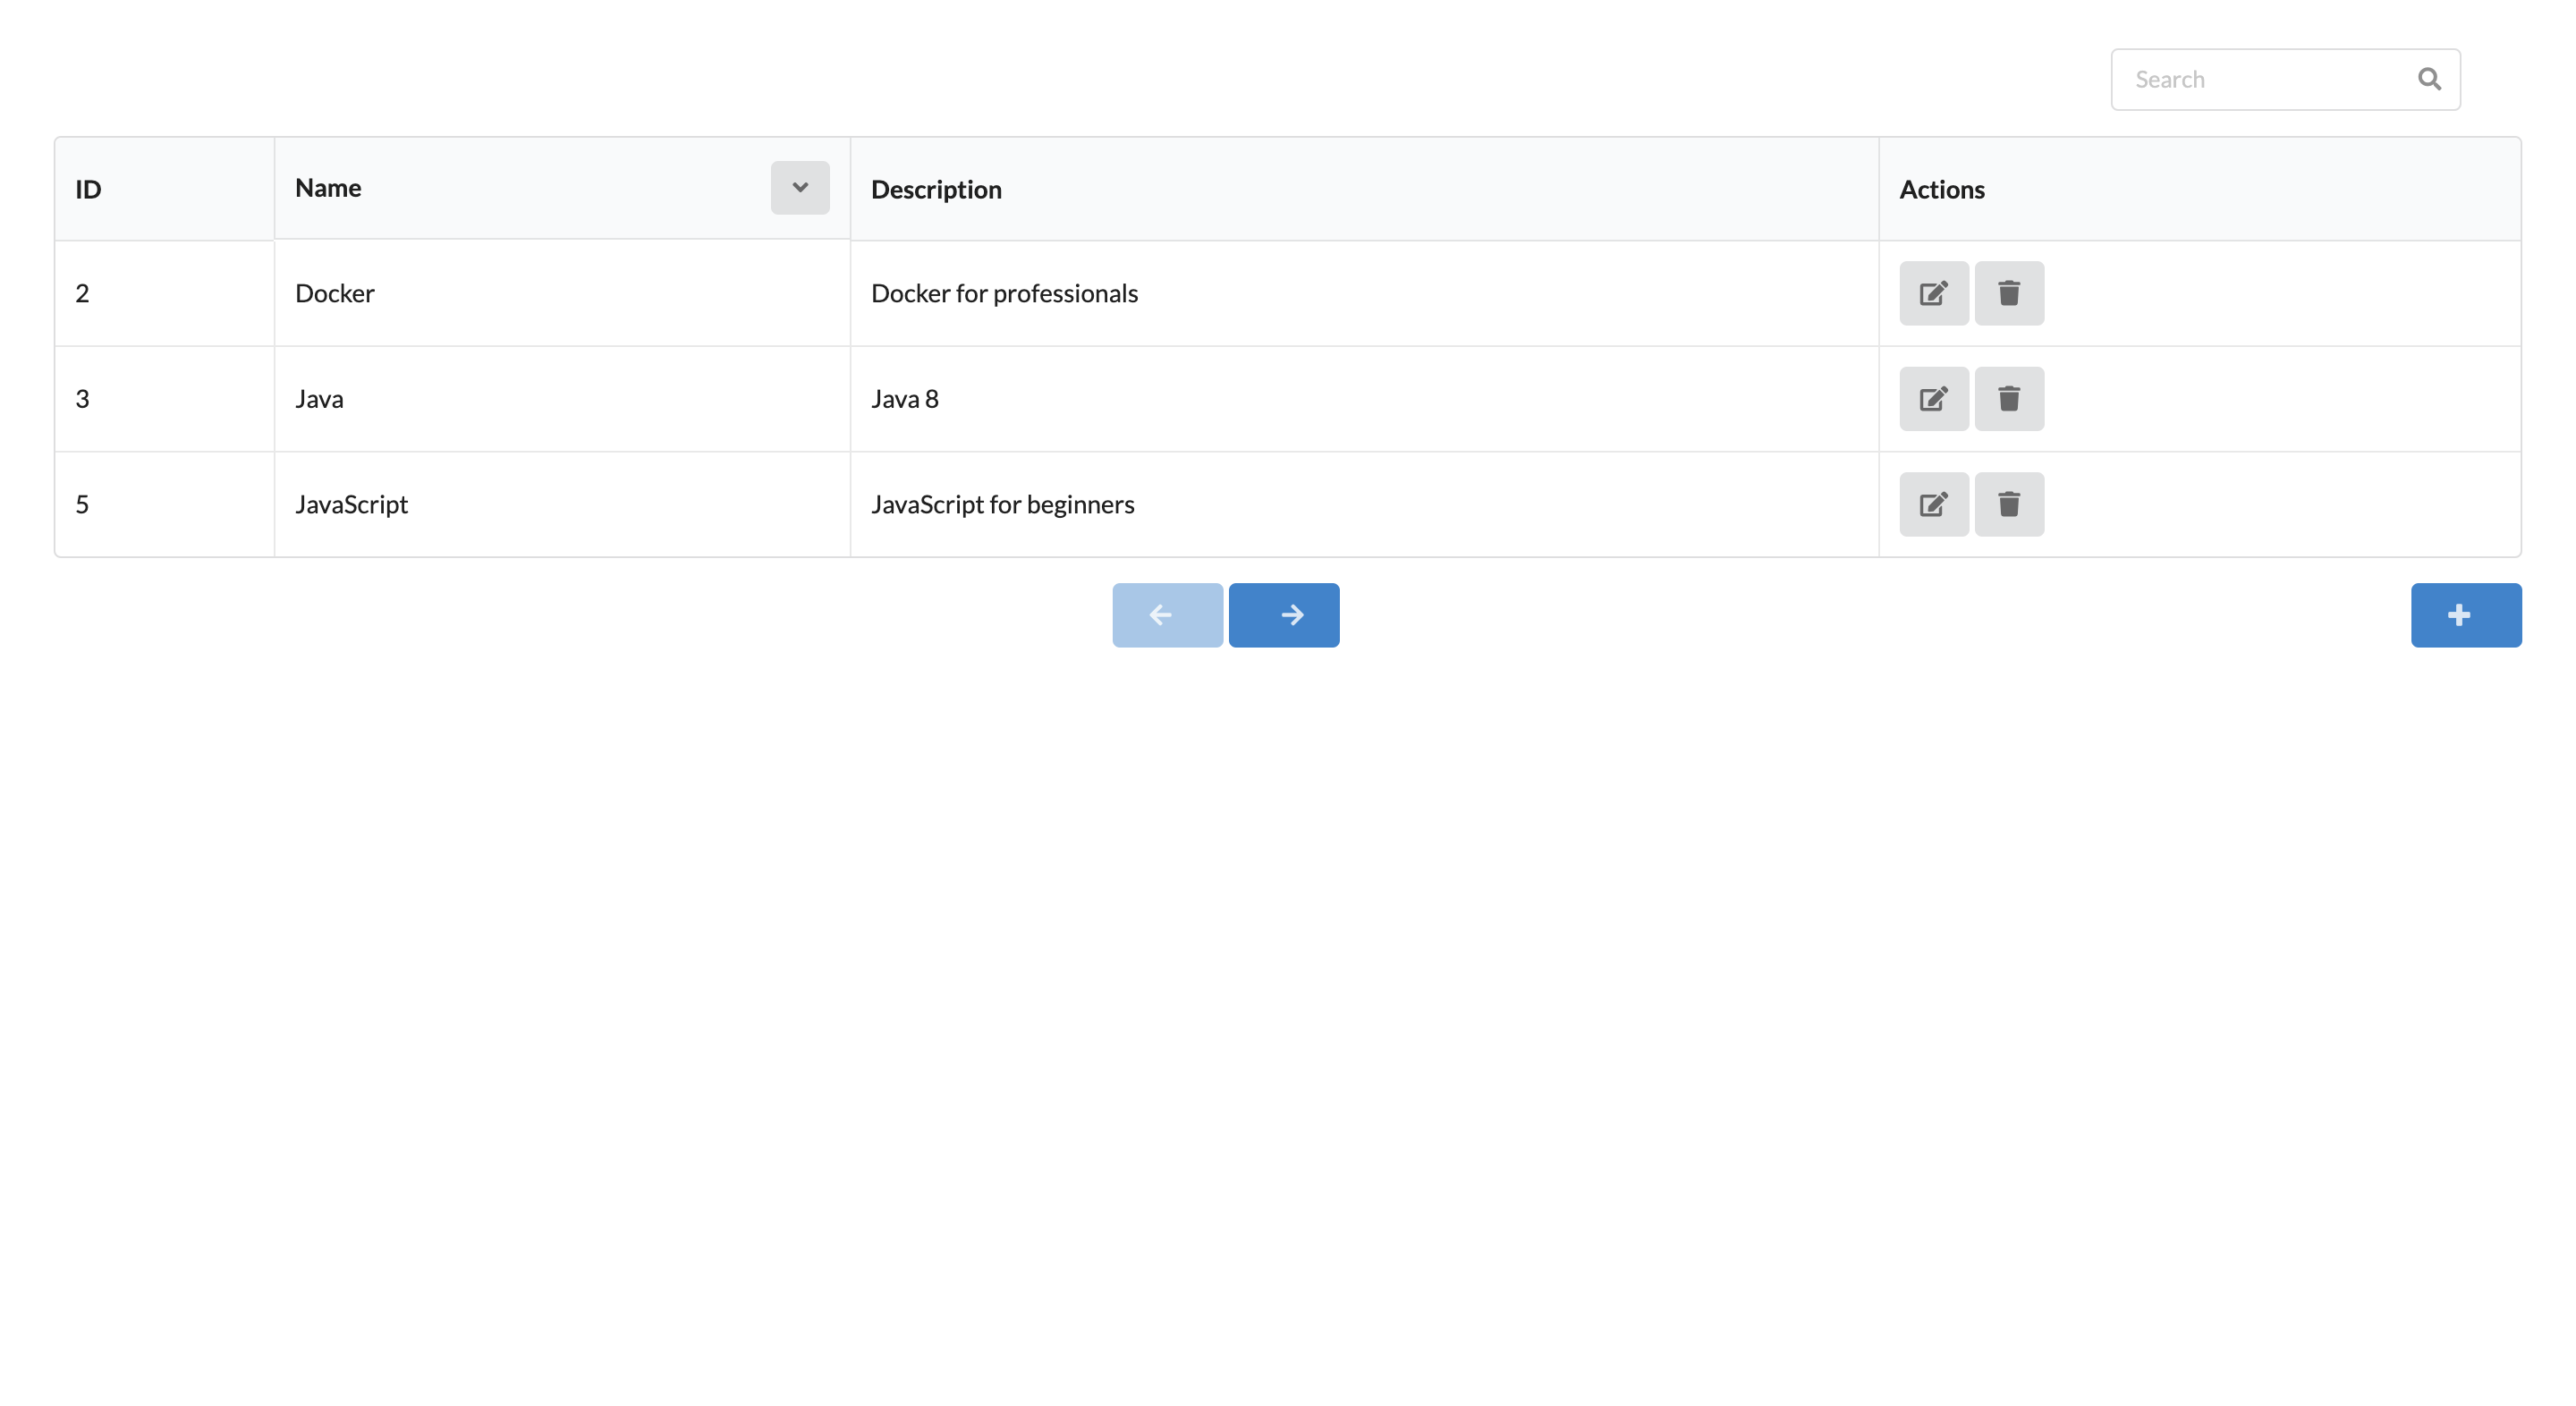 Search
ID Name Description Actions
2 Docker Docker for professionals
3 Java Java 8
5 JavaScript JavaScript for beginners